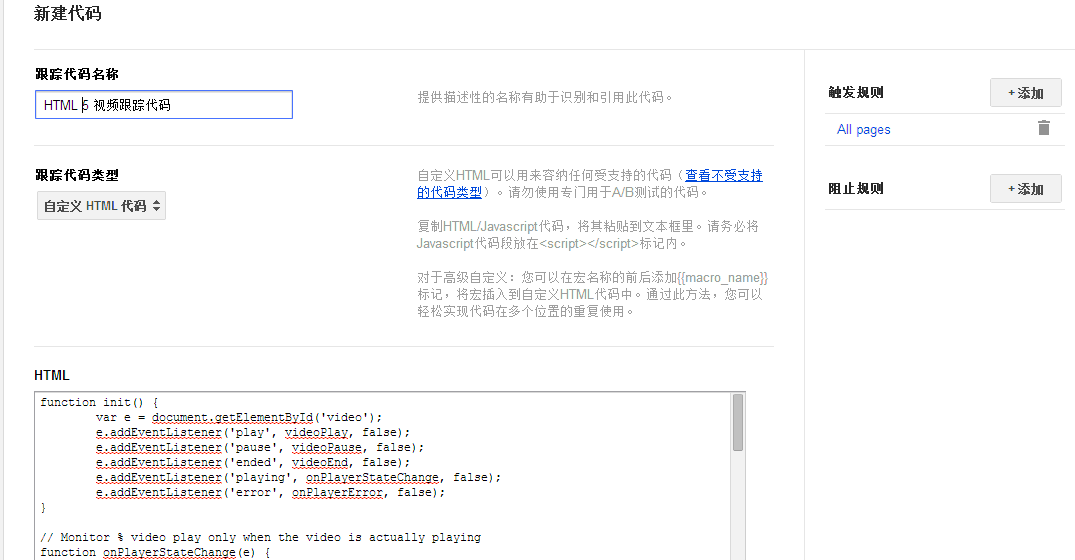 新建代码
跟踪代码名称
HTML 5 视频跟踪代码
提供描述性的名称有助于识别和引用此代码。
跟踪代码类型
自定义 HTML 代码
自定义HTML可以用来容纳任何受支持的代码（查看不受支持
的代码类型）。请勿使用专门用于A/B测试的代码。
复制HTML/Javascript代码，将其粘贴到文本框里。请务必将
Javascript代码段放在<script></script>标记内。
对于高级自定义：您可以在宏名称的前后添加{{macro_name}}
标记，将宏插入到自定义HTML代码中。通过此方法，您可以
轻松实现代码在多个位置的重复使用。
HTML
function init() {
var e = document.getElementById('video');
e.addEventListener('play', videoPlay, false);
e.addEventListener('pause', videoPause, false);
e.addEventListener('ended', videoEnd, false);
e.addEventListener('playing', onPlayerStateChange, false);
e.addEventListener('error', onPlayerError, false);
}
// Monitor % video play only when the video is actually playing
function onPlayerStateChange(e) {
触发规则
+添加
All pages
阻止规则
+添加